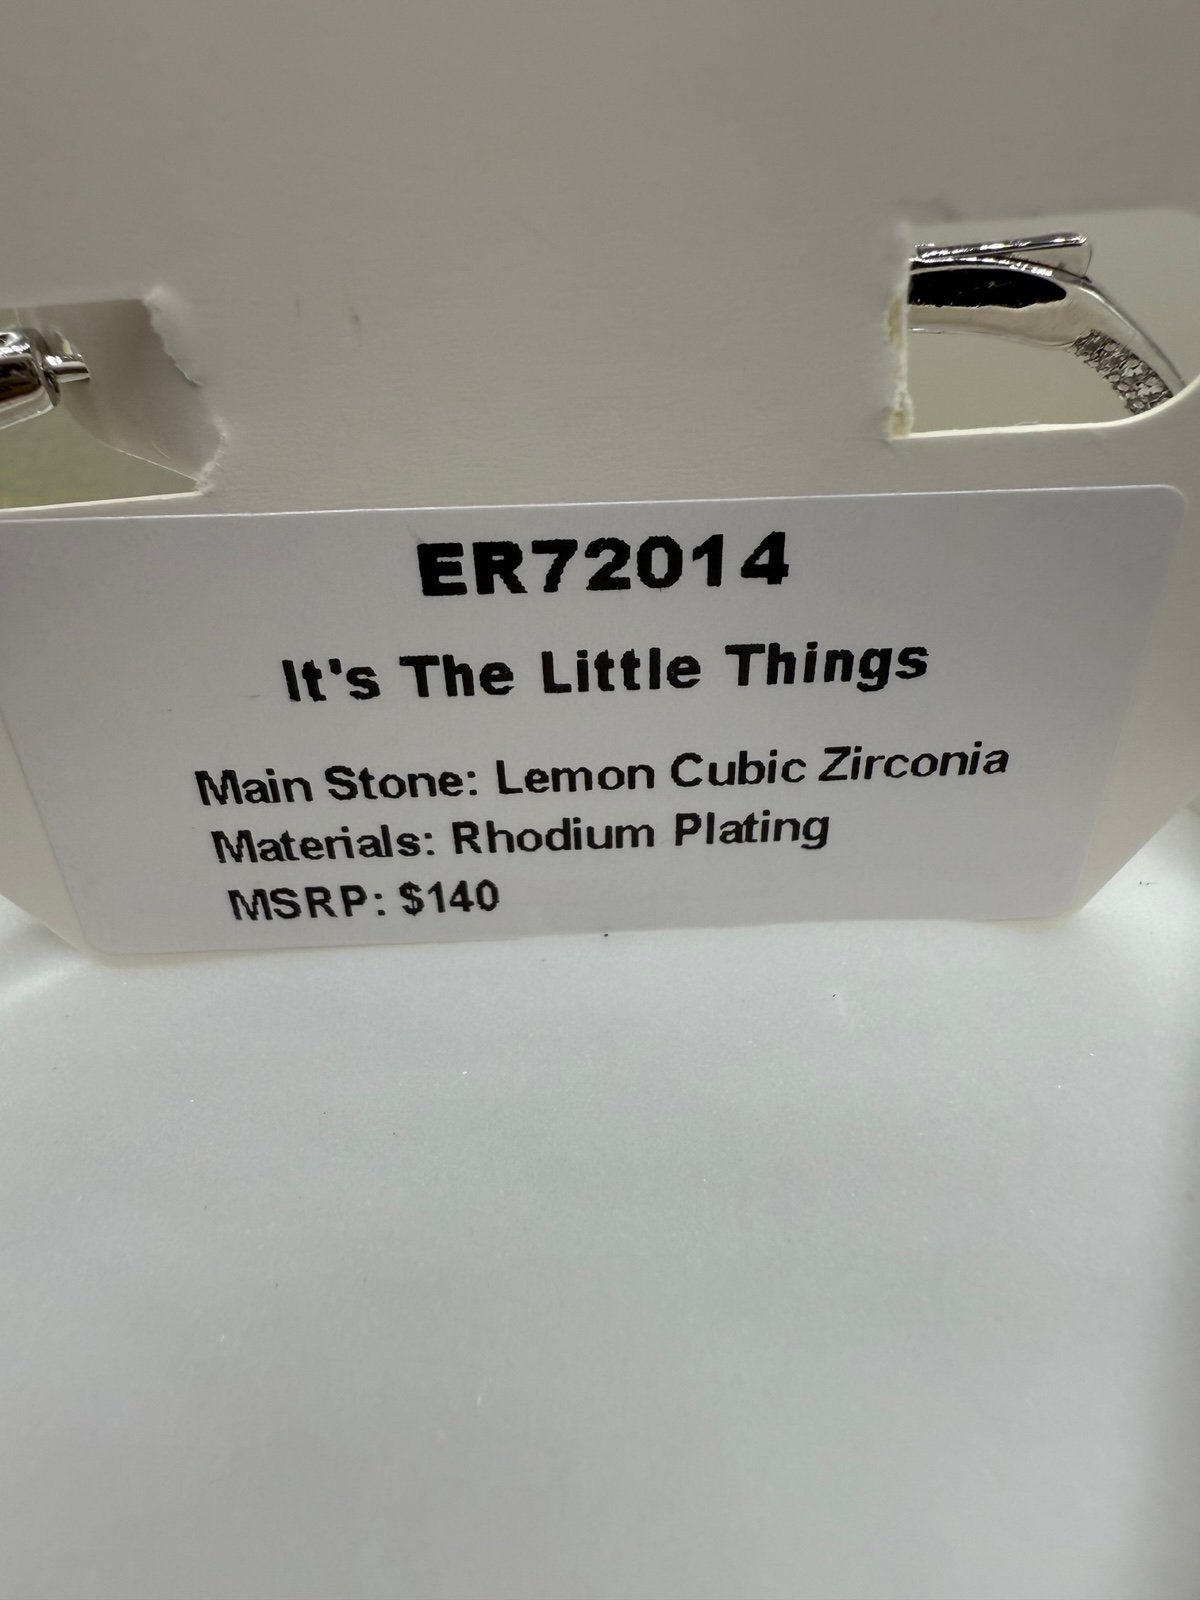 ER72014
It's The Little Things
Main Stone: Lemon Cubic Zirconia
Materials: Rhodium Plating
MSRP: $140